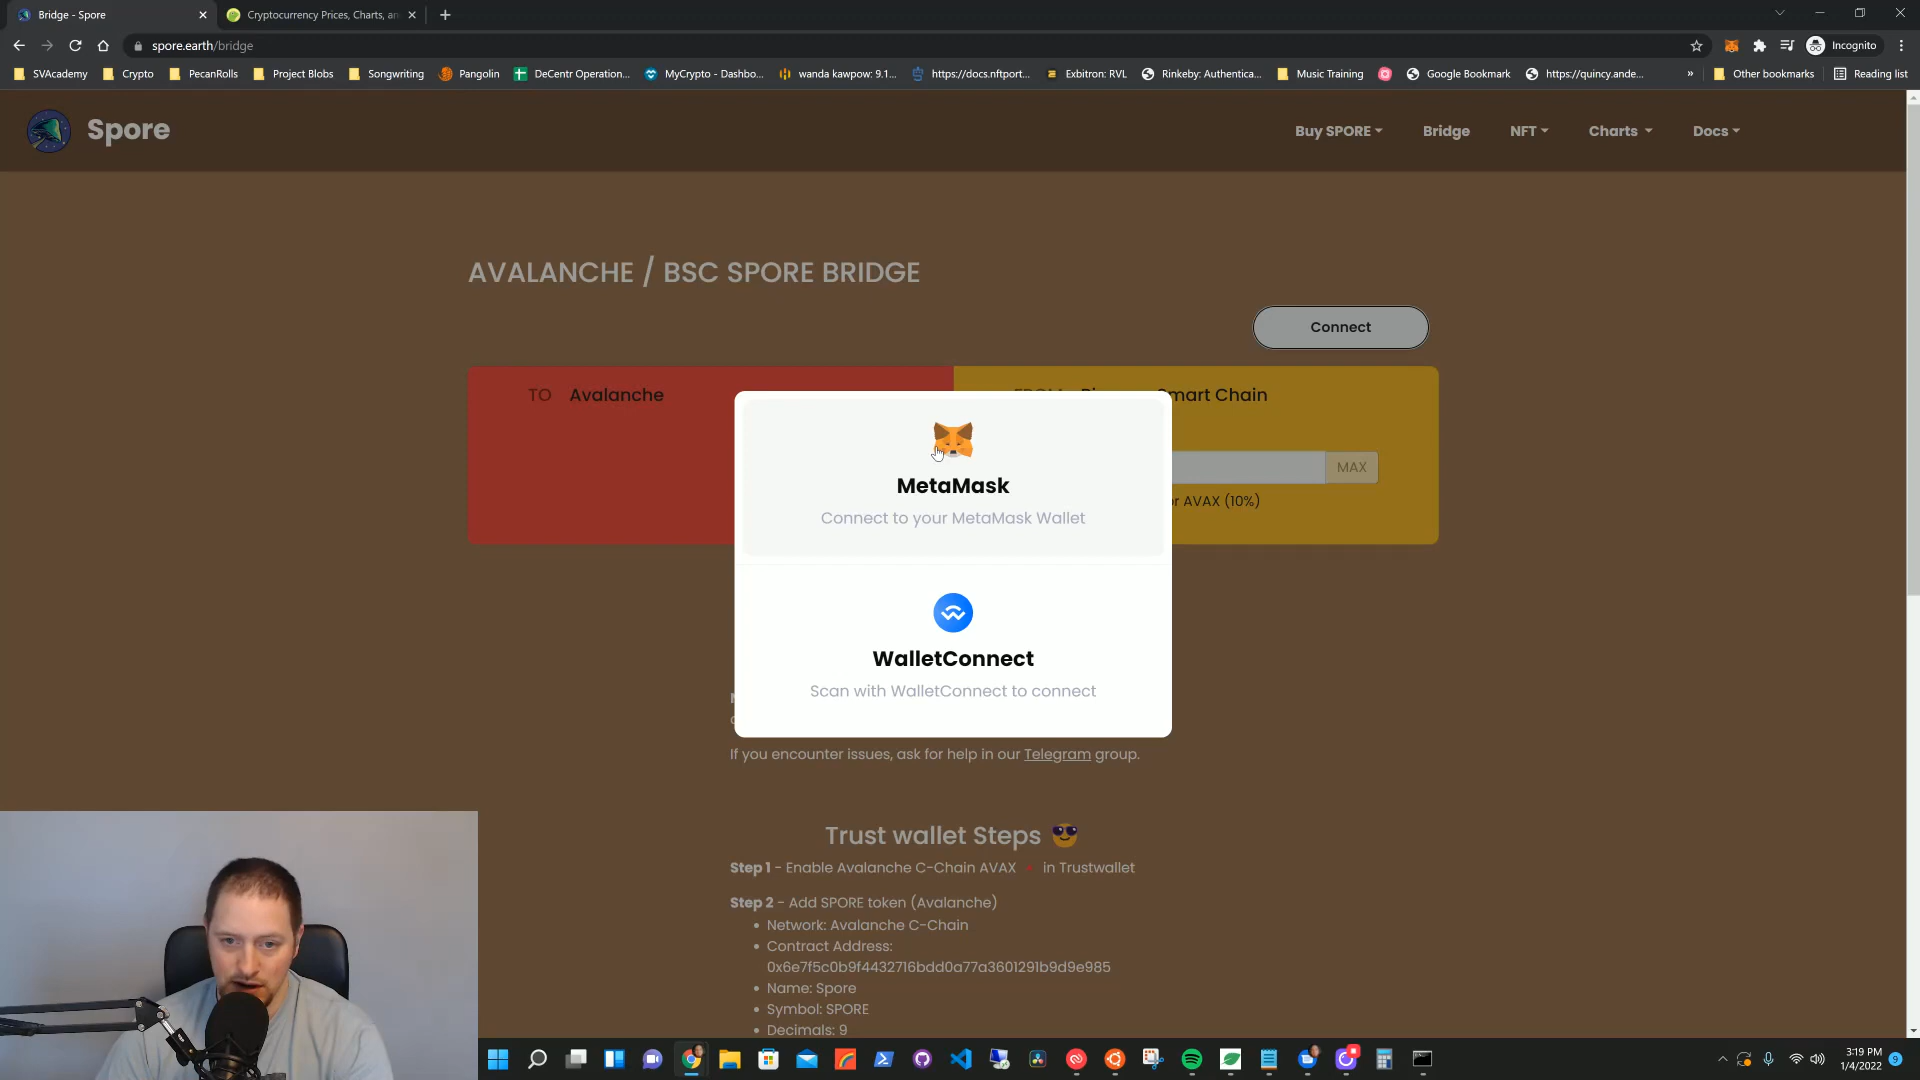 Bridge - Spore
Cryptocurrency Prices, Charts, an
spore.earth/bridge
Incognito
SVAcademy
Crypto
PecanRolls
Project Blobs
Songwriting
Pangolin
DeCentr Operation...
MyCrypto - Dashbo...
wanda kawpow: 9.1...
https://docs.nftport...
Exbitron: RVL
Rinkeby: Authentica...
Music Training
Google Bookmark
https://quincy.ande...
»
Other bookmarks
Reading list
Spore
Buy SPORE
Bridge
NFT
Charts
Docs
AVALANCHE / BSC SPORE BRIDGE
Connect
TO Avalanche
mart Chain
MAX
AVAX (10%)
MetaMask
Connect to your MetaMask Wallet
WalletConnect
Scan with WalletConnect to connect
If you encounter issues, ask for help in our Telegram group.
Trust wallet Steps
Step 1 - Enable Avalanche C-Chain AVAX in Trustwallet
Step 2 - Add SPORE token (Avalanche)
• Network: Avalanche C-Chain
• Contract Address:
0x6e7f5c0b9f4432716bdd0a77a3601291b9d9e985
• Name: Spore
• Symbol: SPORE
• Decimals: 9
3:19 PM
1/4/2022
9